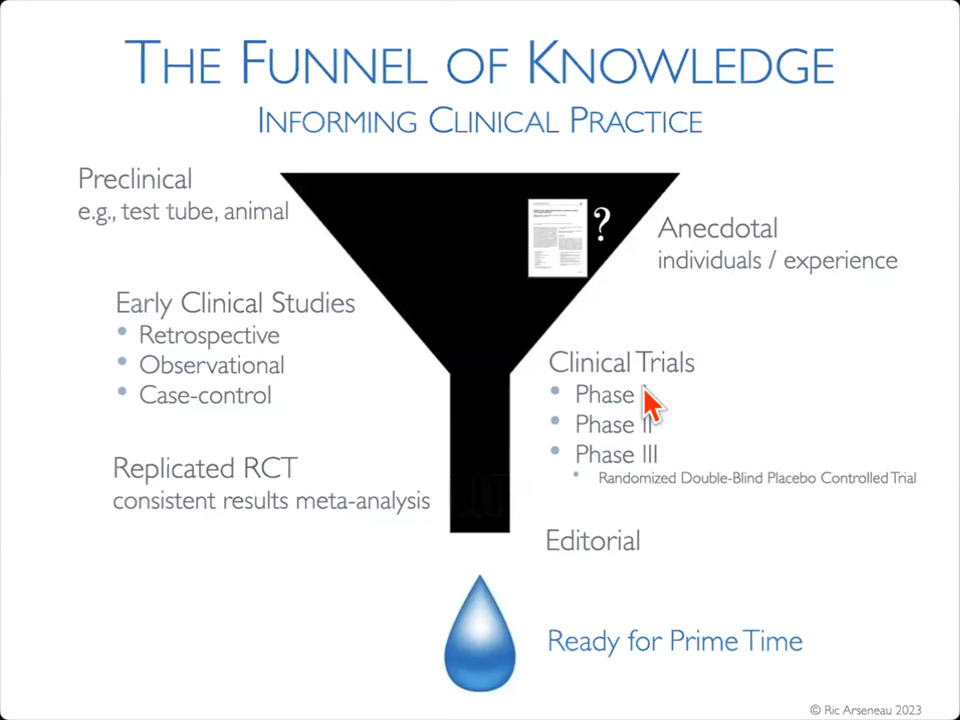 THE FUNNEL OF KNOWLEDGE
INFORMING CLINICAL PRACTICE
Preclinical
e.g., test tube, animal
?
Anecdotal
individuals / experience
Early Clinical Studies
• Retrospective
• Observational
• Case-control
Clinical Trials
• Phase I
• Phase II
• Phase III
• Randomized Double-Blind Placebo Controlled Trial
Replicated RCT
consistent results meta-analysis
Editorial
Ready for Prime Time
© Ric Arseneau 2023